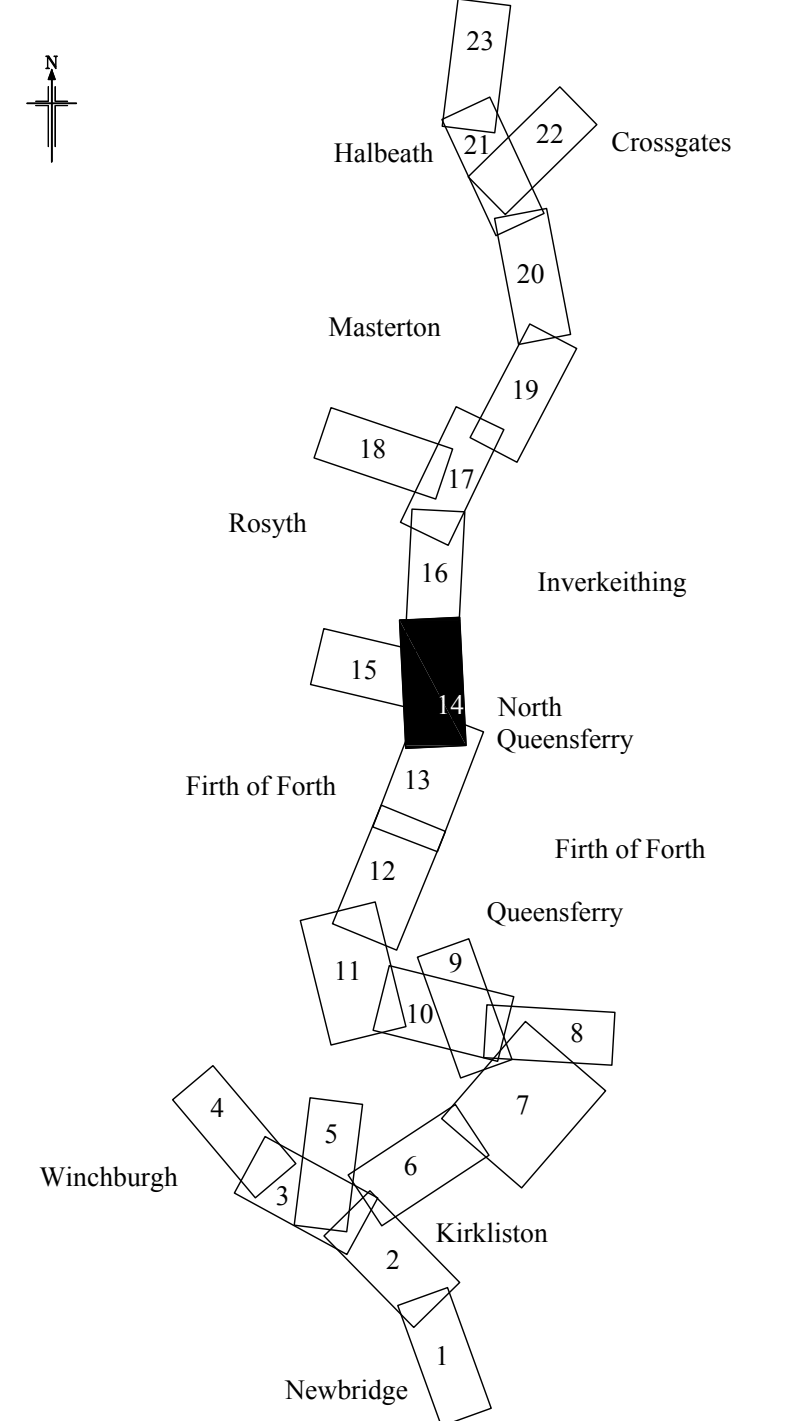 23
N
22
Crossgates
21
Halbeath
20
Masterton
19
18
17
Rosyth
16
Inverkeithing
15
14
North
Queensferry
13
Firth of Forth
Firth of Forth
12
Queensferry
9
11
10
8
7
4
5
6
Winchburgh
3
Kirkliston
2
1
Newbridge